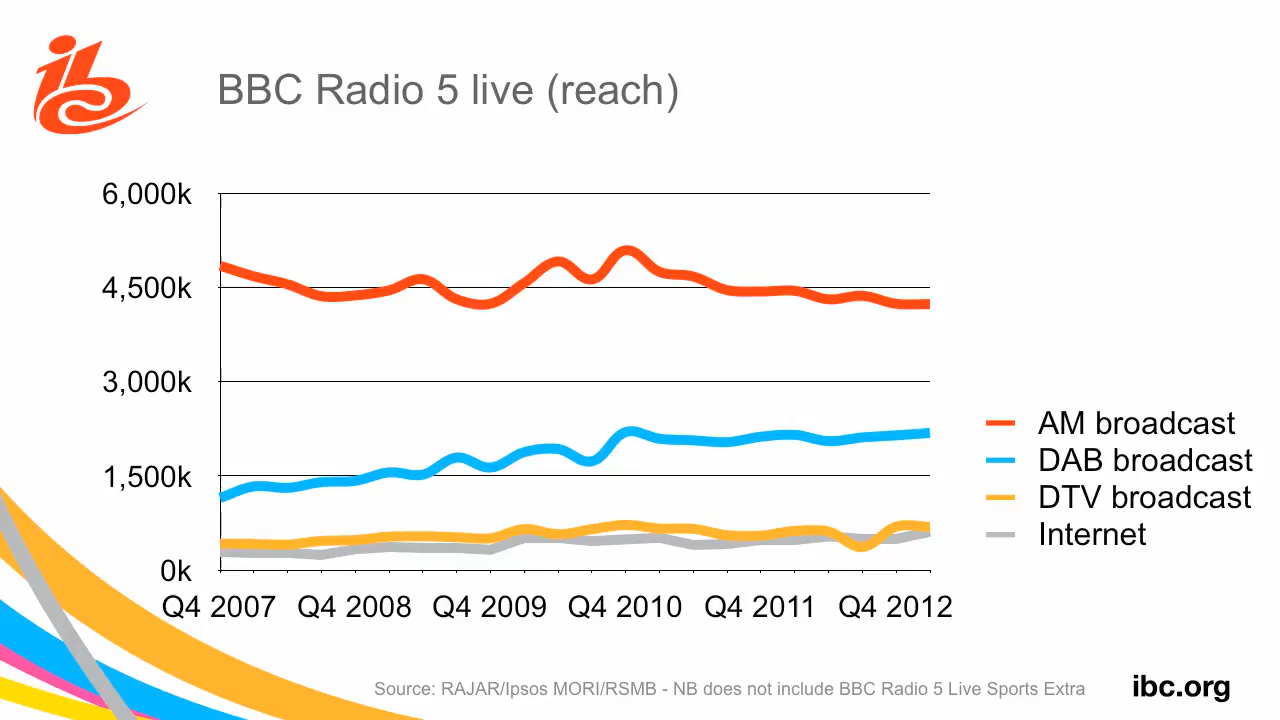 BBC Radio 5 live (reach)
6,000k
4,500k
3,000k
1,500k
0k
Q4 2007 Q4 2008 Q4 2009 Q4 2010 Q4 2011 Q4 2012
AM broadcast
DAB broadcast
DTV broadcast
Internet
Source: RAJAR/Ipsos MORI/RSMB - NB does not include BBC Radio 5 Live Sports Extra
ibc.org